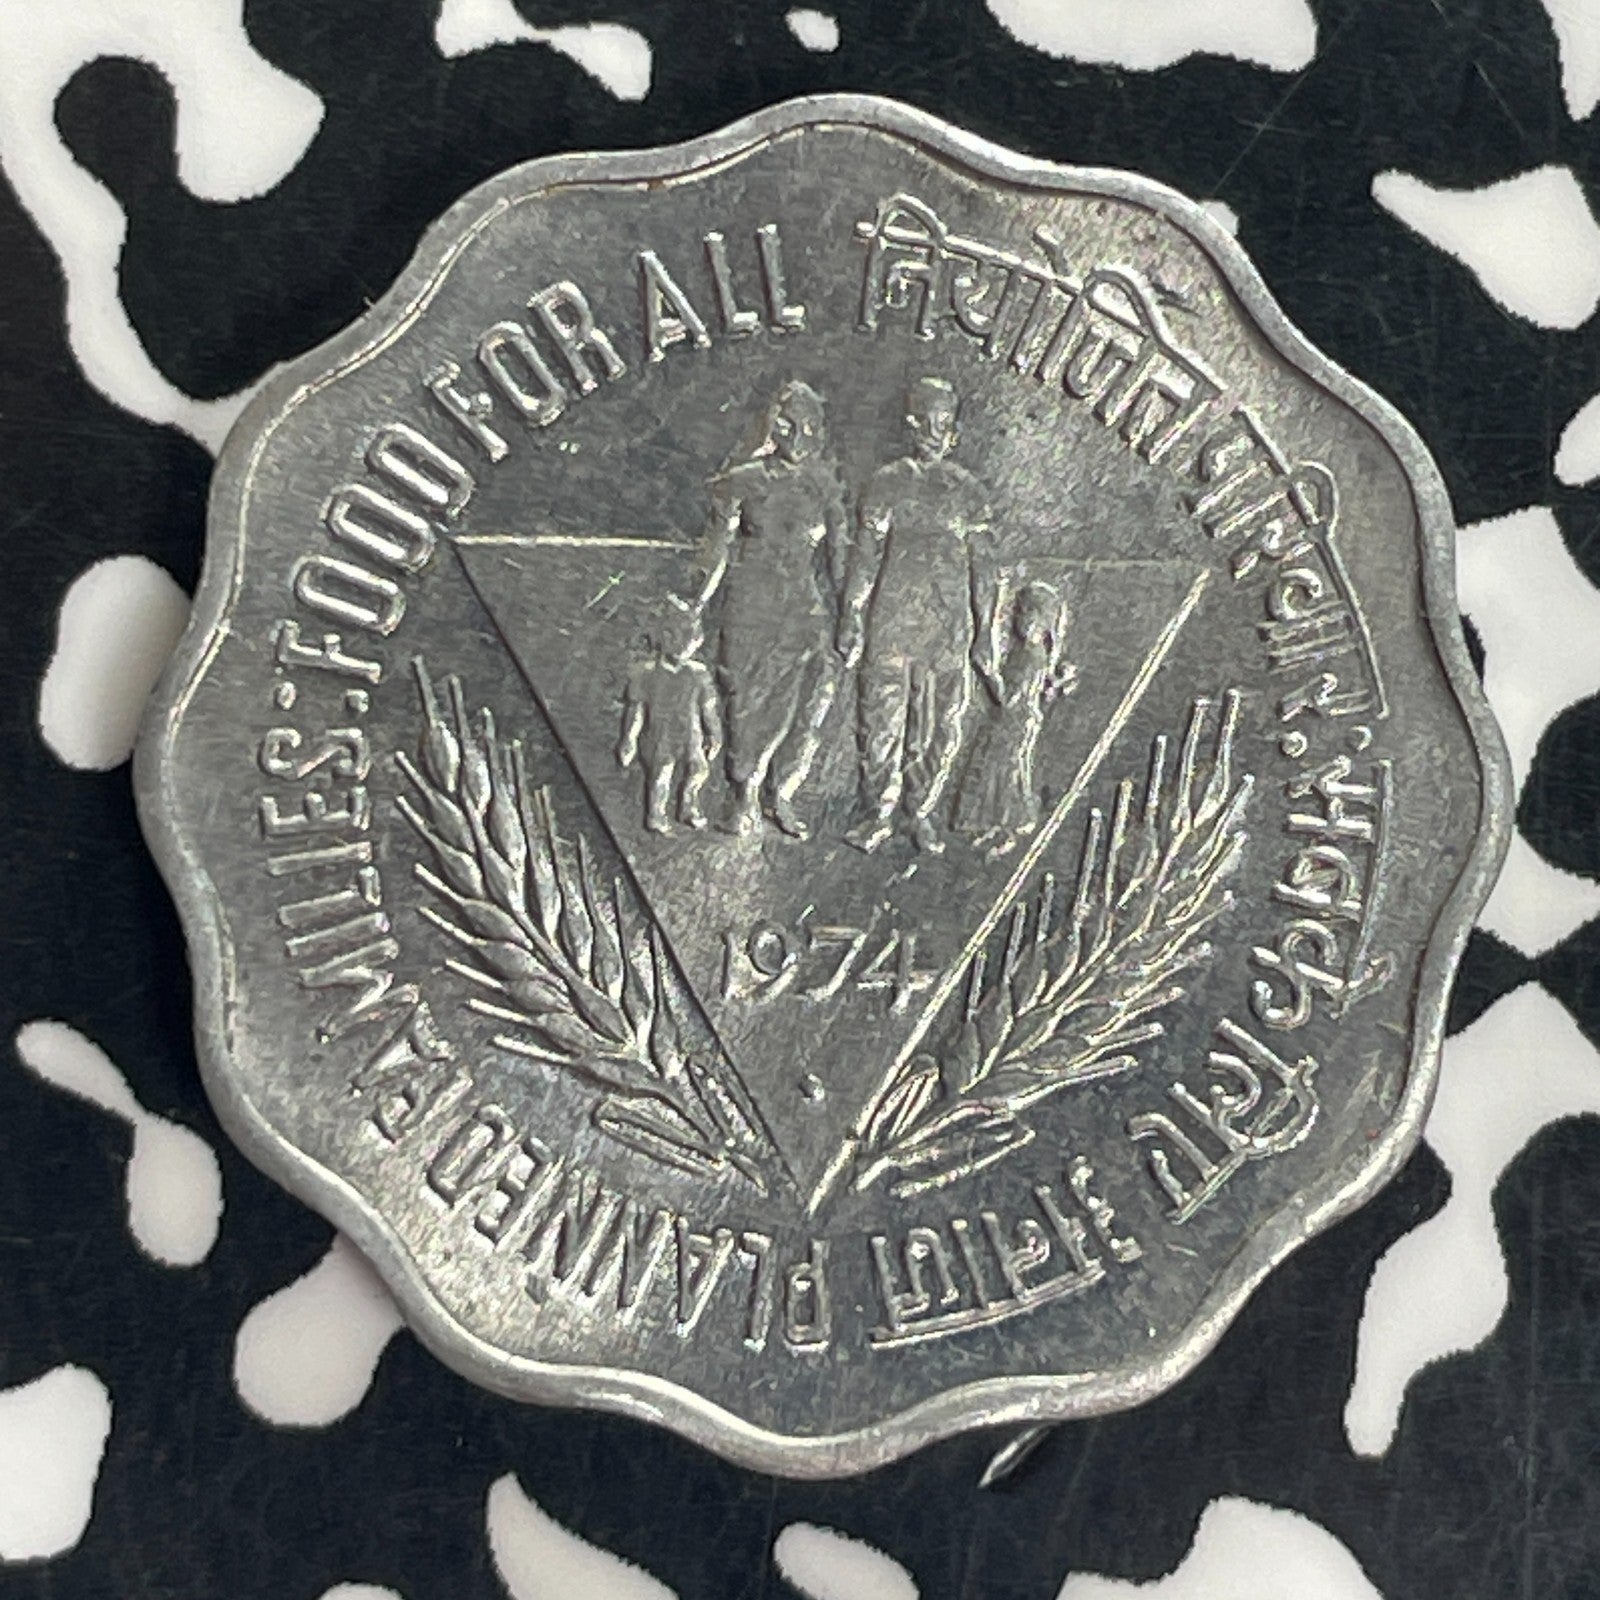 PLANNED FAMILIES: FOOD FOR ALL
नियोजित परिवार: सबके लिए अनाज
1974